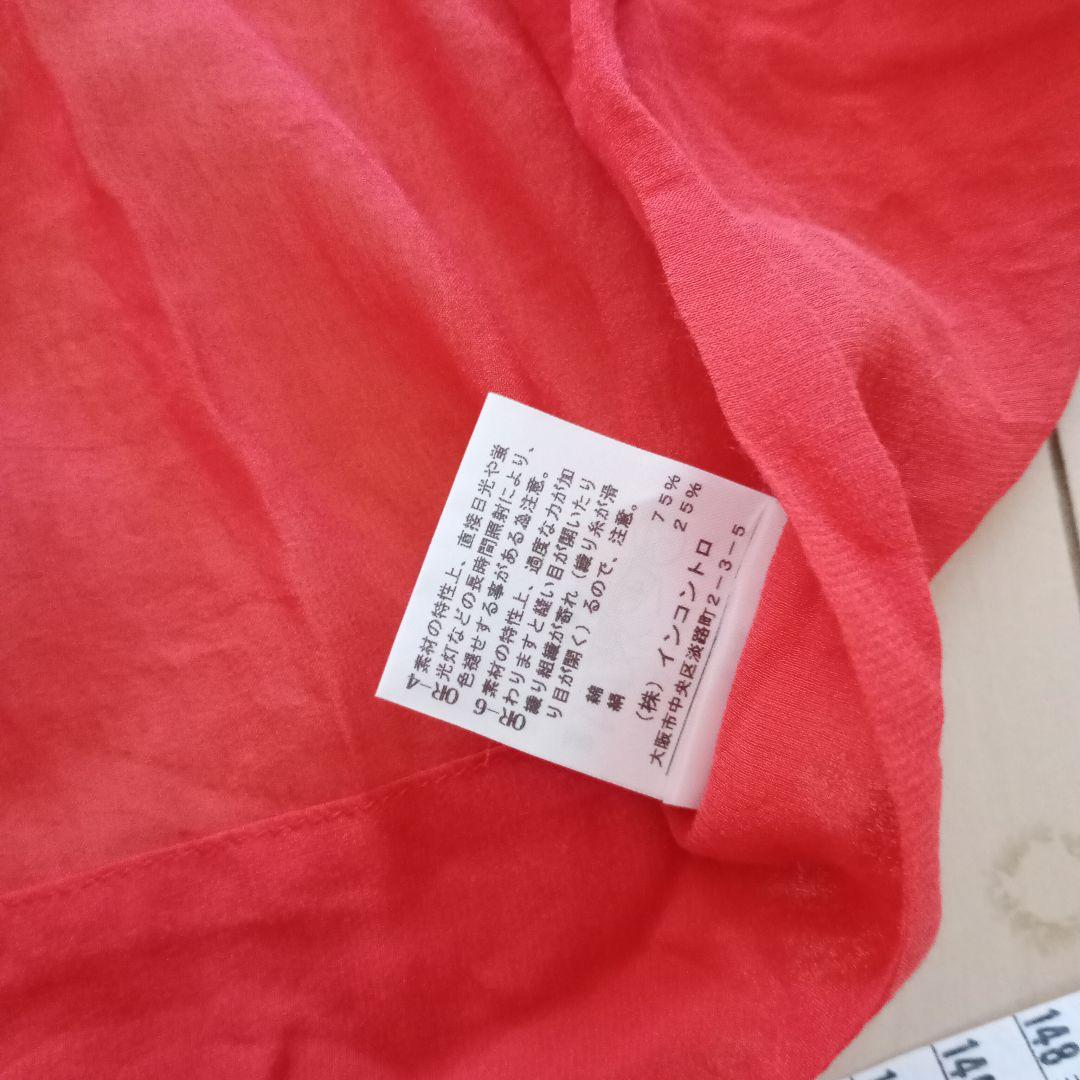 素材の特性上、直接日光や蛍
OR-4 光灯などの長時間照射により、
色褪せする事がある為注意。
素材の特性上、過度な力が加
OR-6 わりますと縫い目が開いたり
織り組織が寄れ(織り糸が滑
り目が開く)るので、注意。
綿 75%
絹 25%
(株)インコントロ
大阪市中央区淡路町2-3-5
148